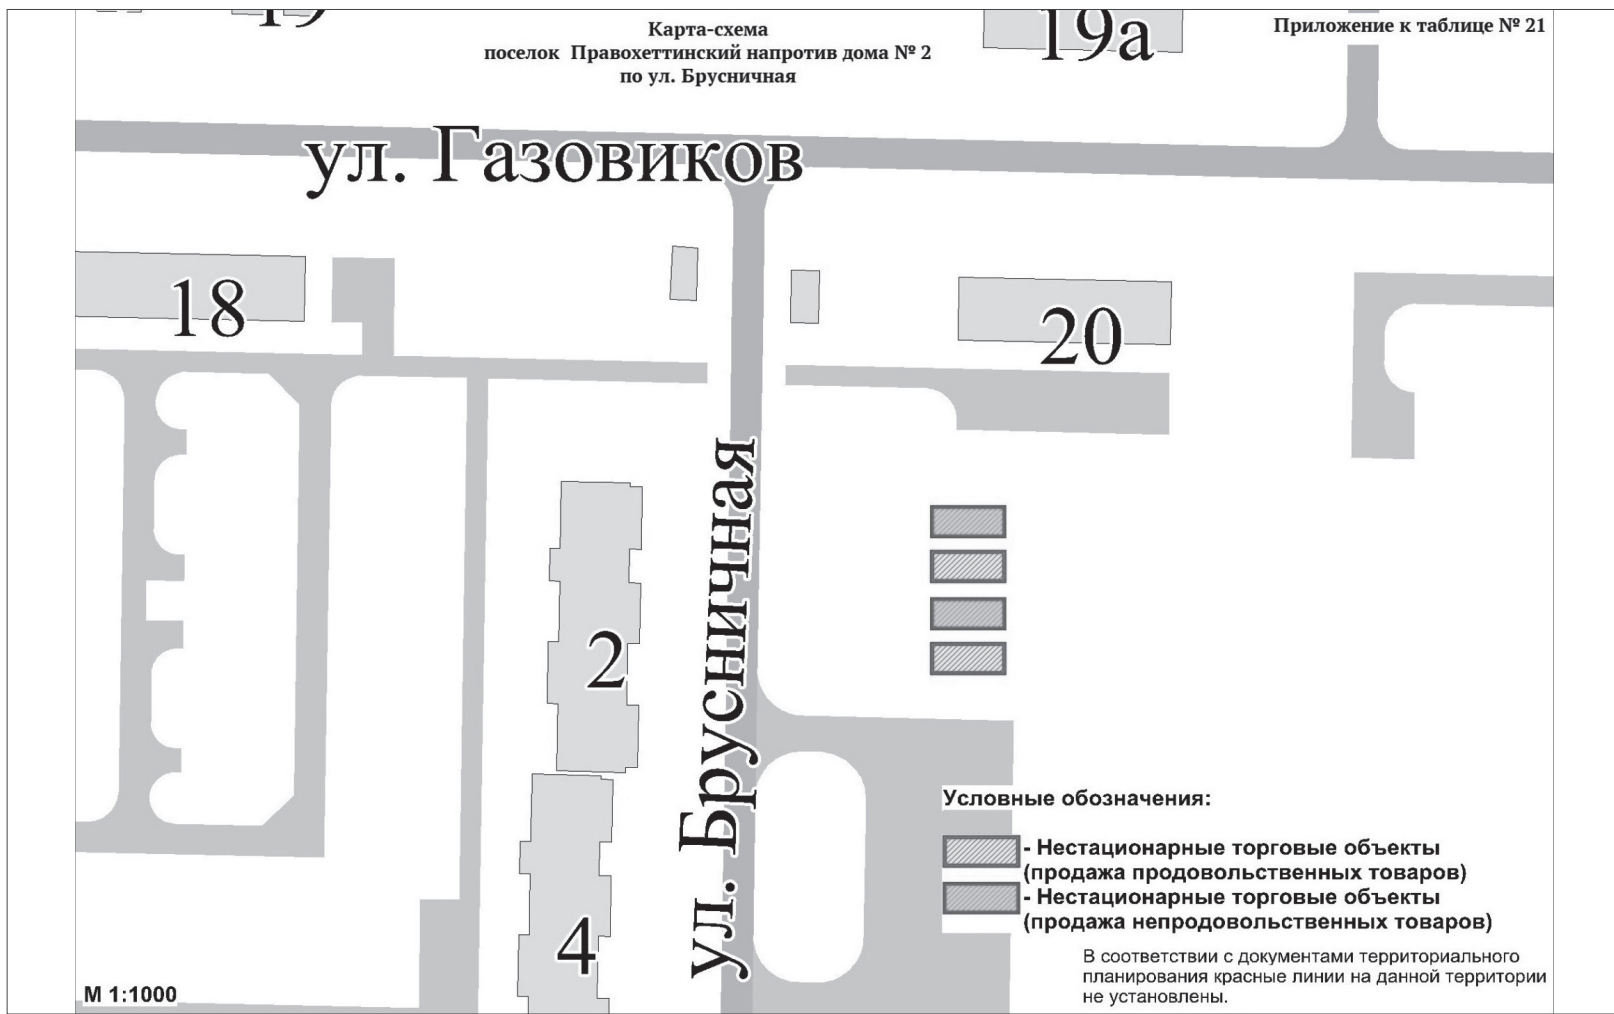 19
Карта-схема
поселок Правохеттинский напротив дома № 2
по ул. Брусничная
19а
Приложение к таблице № 21
ул. Газовиков
18
20
ул. Брусничная
2
4
Условные обозначения:
- Нестационарные торговые объекты
(продажа продовольственных товаров)
- Нестационарные торговые объекты
(продажа непродовольственных товаров)
В соответствии с документами территориального
планирования красные линии на данной территории
не установлены.
М 1:1000